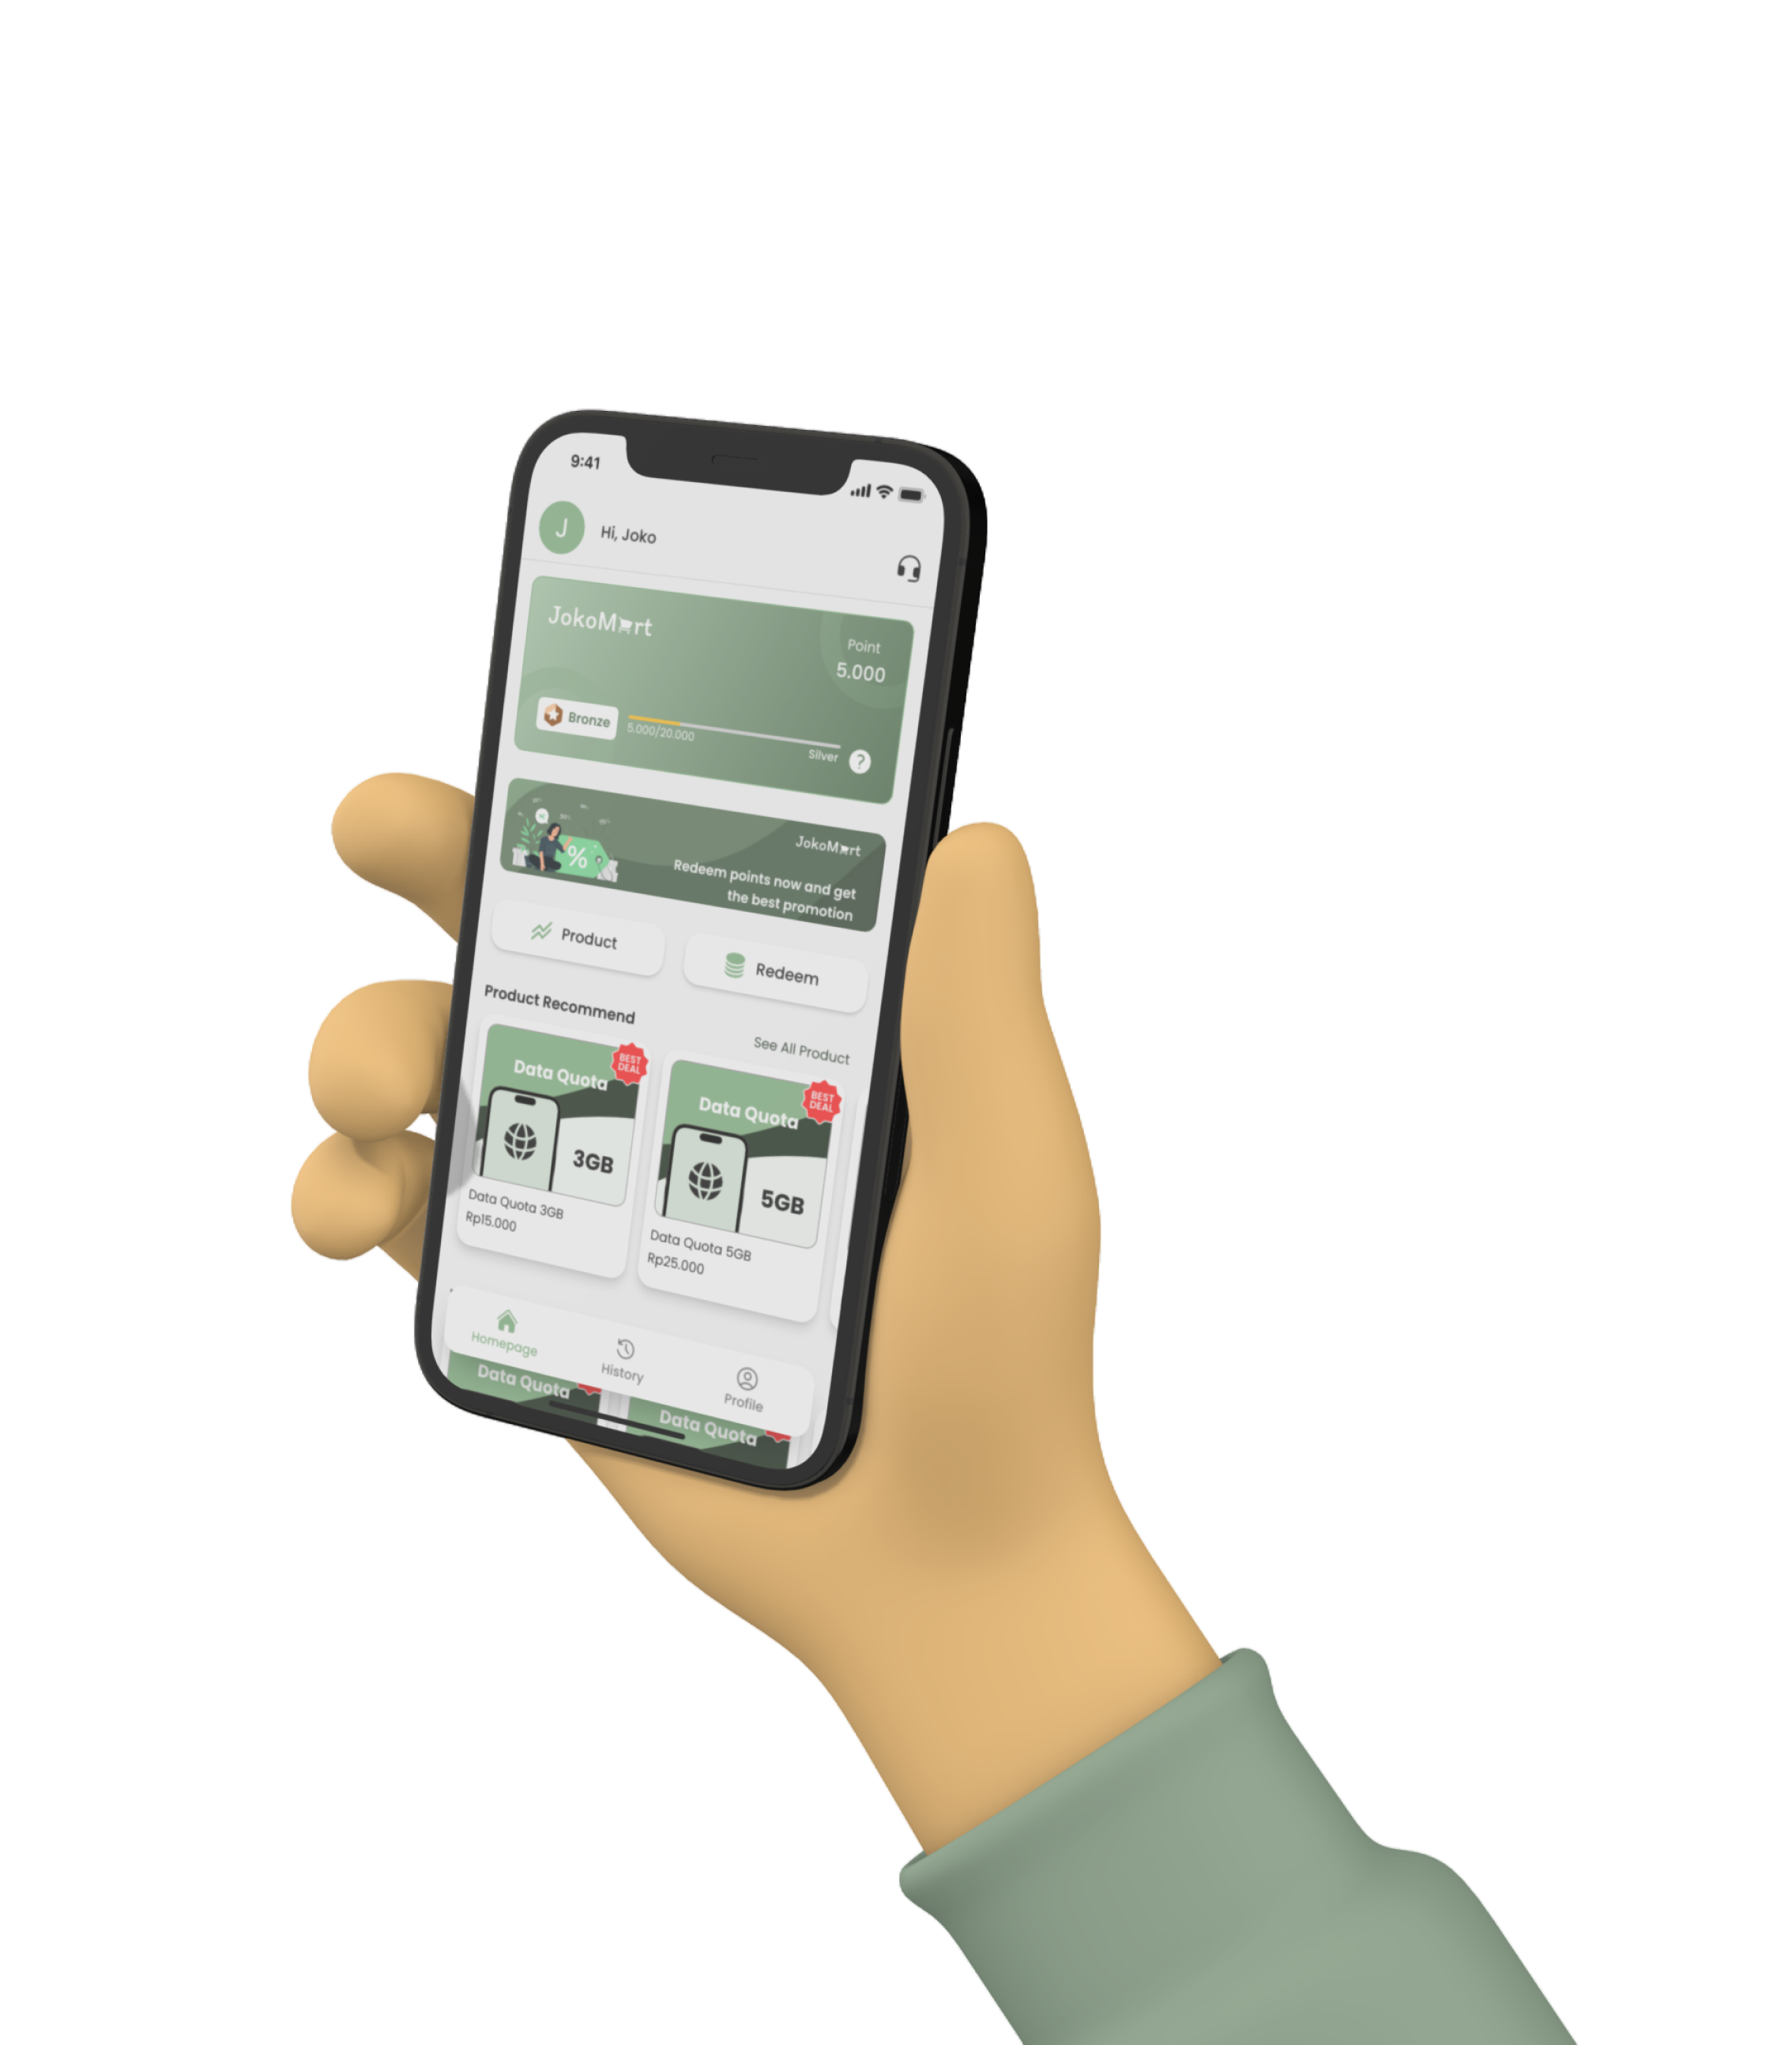 9:41
J
Hi, Joko
JokoMart
Point
5.000
Bronze
5.000/20.000
Silver
?
JokoMart
Redeem points now and get
the best promotion
%
Product
Redeem
Product Recommend
See All Product
BEST
DEAL
Data Quota
3GB
Data Quota 3GB
Rp15.000
BEST
DEAL
Data Quota
5GB
Data Quota 5GB
Rp25.000
Homepage
History
Profile
Data Quota
Data Quota